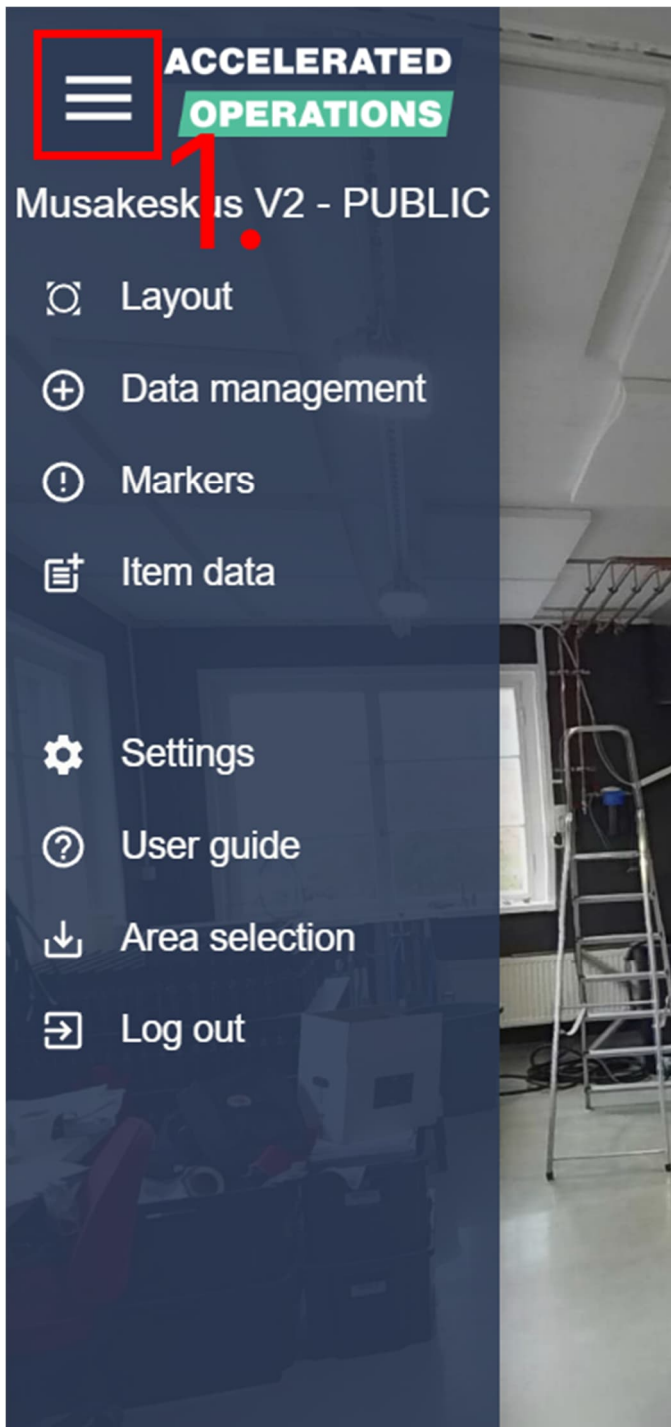 ACCELERATED
OPERATIONS
1.
Musakeskus V2 - PUBLIC
Layout
Data management
Markers
Item data
Settings
User guide
Area selection
Log out